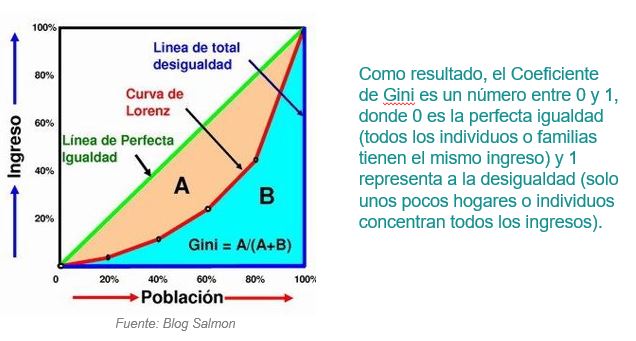 100%
80%
60%
40%
20%
Ingreso
Linea de total
desigualdad
Curva de
Lorenz
Línea de Perfecta
Igualdad
A
B
Gini = A/(A+B)
0
20%
40%
60%
80%
100%
Población
Fuente: Blog Salmon
Como resultado, el Coeficiente
de Gini es un número entre 0 y 1,
donde 0 es la perfecta igualdad
(todos los individuos o familias
tienen el mismo ingreso) y 1
representa a la desigualdad (solo
unos pocos hogares o individuos
concentran todos los ingresos).